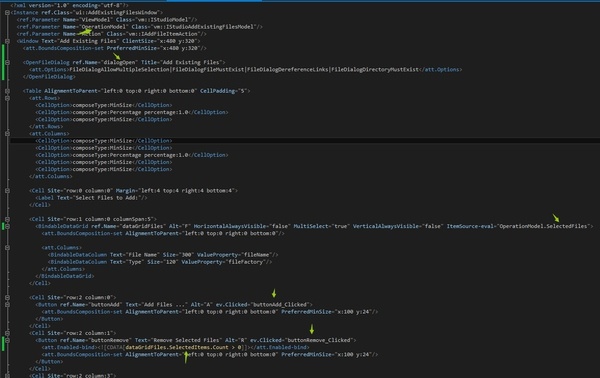 <?xml version="1.0" encoding="utf-8"?>
<Instance ref.Class="ui::AddExistingFilesWindow">
<ref.Parameter Name="ViewModel" Class="vm::IStudioModel"/>
<ref.Parameter Name="OperationModel" Class="vm::IStudioAddExistingFilesModel"/>
<ref.Parameter Class="vm::IAddFileItemAction"/>
<Window Text="Add Existing Files" ClientSize="x:480 y:320">
<att.BoundsComposition-set PreferredMinSize="x:480 y:320"/>
<OpenFileDialog ref.Name="dialogOpen" Title="Add Existing Files">
<att.Options>FileDialogAllowMultipleSelection|FileDialogFileMustExist|FileDialogDereferenceLinks|FileDialogDirectoryMustExist</att.Options>
</OpenFileDialog>
<Table AlignmentToParent="left:0 top:0 right:0 bottom:0" CellPadding="5">
<att.Rows>
<CellOption>composeType:MinSize</CellOption>
<CellOption>composeType:Percentage percentage:1.0</CellOption>
<CellOption>composeType:MinSize</CellOption>
</att.Rows>
<att.Columns>
<CellOption>composeType:MinSize</CellOption>
<CellOption>composeType:MinSize</CellOption>
<CellOption>composeType:Percentage percentage:1.0</CellOption>
<CellOption>composeType:MinSize</CellOption>
<CellOption>composeType:MinSize</CellOption>
</att.Columns>
<Cell Site="row:0 column:0" Margin="left:4 top:4 right:4 bottom:4">
<Label Text="Select Files to Add:"/>
</Cell>
<Cell Site="row:1 column:0 columnSpan:5">
<BindableDataGrid ref.Name="dataGridFiles" Alt="F" HorizontalAlwaysVisible="false" MultiSelect="true" VerticalAlwaysVisible="false" ItemSource-eval="OperationModel.SelectedFiles">
<att.BoundsComposition-set AlignmentToParent="left:0 top:0 right:0 bottom:0"/>
<att.Columns>
<BindableDataColumn Text="File Name" Size="300" ValueProperty="fileName"/>
<BindableDataColumn Text="Type" Size="120" ValueProperty="fileFactory"/>
</att.Columns>
</BindableDataGrid>
</Cell>
<Cell Site="row:2 column:0">
<Button ref.Name="buttonAdd" Text="Add Files ..." Alt="A" ev.Clicked="buttonAdd_Clicked">
<att.BoundsComposition-set AlignmentToParent="left:0 top:0 right:0 bottom:0" PreferredMinSize="x:100 y:24"/>
</Button>
</Cell>
<Cell Site="row:2 column:1">
<Button ref.Name="buttonRemove" Text="Remove Selected Files" Alt="R" ev.Clicked="buttonRemove_Clicked">
<att.Enabled-bind><![CDATA[dataGridFiles.SelectedItems.Count > 0]]></att.Enabled-bind>
<att.BoundsComposition-set AlignmentToParent="left:0 top:0 right:0 bottom:0" PreferredMinSize="x:100 y:24"/>
</Button>
</Cell>
<Cell Site="row:2 column:3">